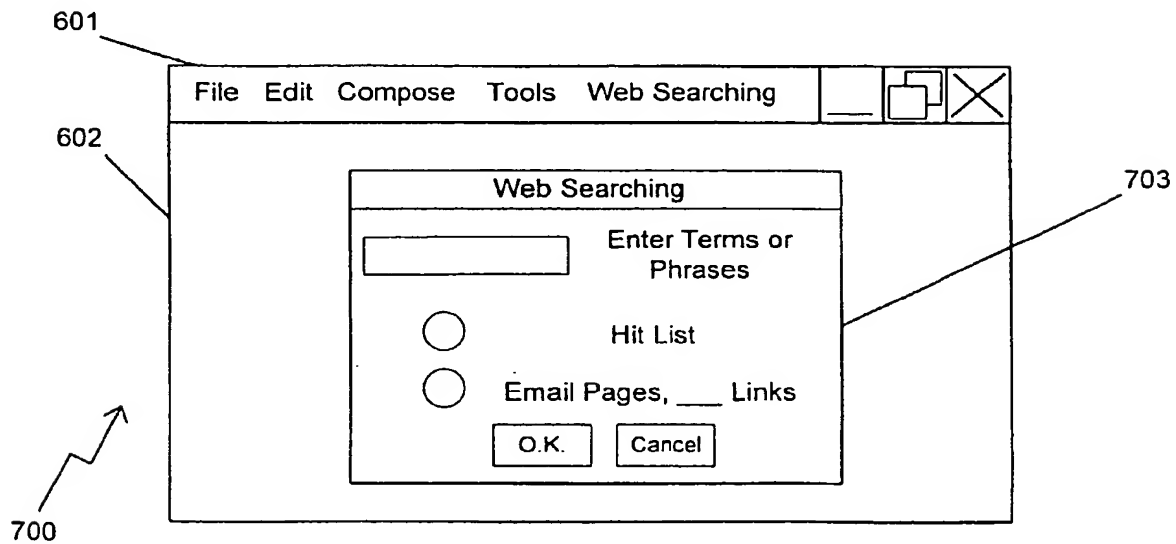 601
File Edit Compose Tools Web Searching
602
703
Web Searching
Enter Terms or
Phrases
Hit List
Email Pages, ___ Links
O.K. Cancel
700